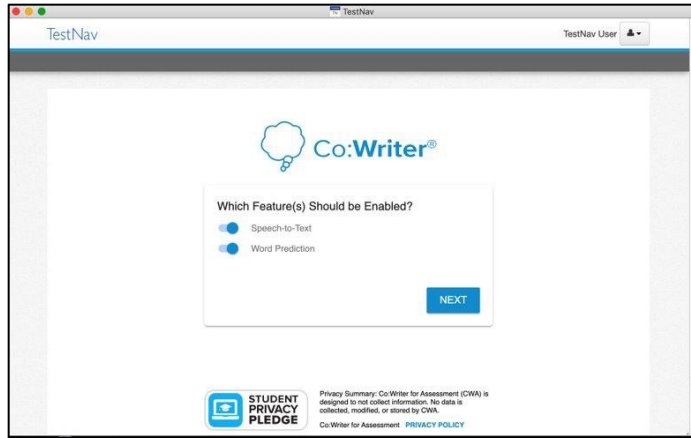 TestNav
TestNav
TestNav User
Co:Writer®
Which Feature(s) Should be Enabled?
Speech-to-Text
Word Prediction
NEXT
STUDENT
PRIVACY
PLEDGE
Privacy Summary: Co:Writer for Assessment (CWA) is
designed to not collect information. No data is
collected, modified, or stored by CWA.
Co:Writer for Assessment PRIVACY POLICY